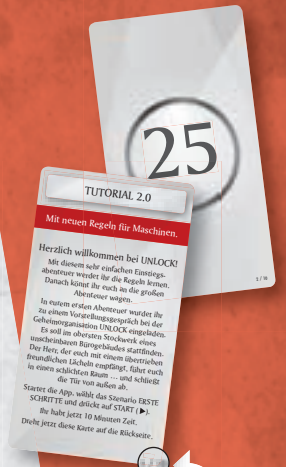 25
2 / 10
TUTORIAL 2.0
Mit neuen Regeln für Maschinen.
Herzlich willkommen bei UNLOCK!
Mit diesem sehr einfachen Einstiegs-
abenteuer werdet ihr die Regeln lernen.
Danach könnt ihr euch an die großen
Abenteuer wagen.
In eurem ersten Abenteuer wurdet ihr
zu einem Vorstellungsgespräch bei der
Geheimorganisation UNLOCK eingeladen.
Es soll im obersten Stockwerk eines
unscheinbaren Bürogebäudes stattfinden.
Der Herr, der euch mit einem übertrieben
freundlichen Lächeln empfängt, führt euch
in einen schlichten Raum … und schließt
die Tür von außen ab.
Startet die App, wählt das Szenario ERSTE
SCHRITTE und drückt auf START (▶).
Ihr habt jetzt 10 Minuten Zeit.
Dreht jetzt diese Karte auf die Rückseite.